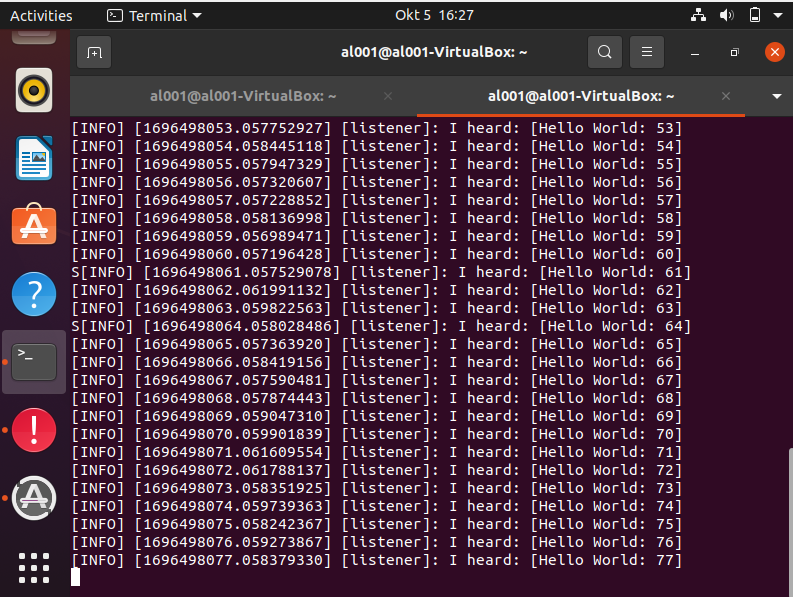 Activities Terminal Okt 5 16:27
al001@al001-VirtualBox: ~
al001@al001-VirtualBox: ~ al001@al001-VirtualBox: ~
[INFO] [1696498053.057752927] [listener]: I heard: [Hello World: 53]
[INFO] [1696498054.058445118] [listener]: I heard: [Hello World: 54]
[INFO] [1696498055.057947329] [listener]: I heard: [Hello World: 55]
[INFO] [1696498056.057320607] [listener]: I heard: [Hello World: 56]
[INFO] [1696498057.057228852] [listener]: I heard: [Hello World: 57]
[INFO] [1696498058.058136998] [listener]: I heard: [Hello World: 58]
[INFO] [1696498059.056989471] [listener]: I heard: [Hello World: 59]
[INFO] [1696498060.057196428] [listener]: I heard: [Hello World: 60]
S[INFO] [1696498061.057529078] [listener]: I heard: [Hello World: 61]
[INFO] [1696498062.061991132] [listener]: I heard: [Hello World: 62]
[INFO] [1696498063.059822563] [listener]: I heard: [Hello World: 63]
S[INFO] [1696498064.058028486] [listener]: I heard: [Hello World: 64]
[INFO] [1696498065.057363920] [listener]: I heard: [Hello World: 65]
[INFO] [1696498066.058419156] [listener]: I heard: [Hello World: 66]
[INFO] [1696498067.057590481] [listener]: I heard: [Hello World: 67]
[INFO] [1696498068.057874443] [listener]: I heard: [Hello World: 68]
[INFO] [1696498069.059047310] [listener]: I heard: [Hello World: 69]
[INFO] [1696498070.059901839] [listener]: I heard: [Hello World: 70]
[INFO] [1696498071.061609554] [listener]: I heard: [Hello World: 71]
[INFO] [1696498072.061788137] [listener]: I heard: [Hello World: 72]
[INFO] [1696498073.058351925] [listener]: I heard: [Hello World: 73]
[INFO] [1696498074.059739363] [listener]: I heard: [Hello World: 74]
[INFO] [1696498075.058242367] [listener]: I heard: [Hello World: 75]
[INFO] [1696498076.059273867] [listener]: I heard: [Hello World: 76]
[INFO] [1696498077.058379330] [listener]: I heard: [Hello World: 77]